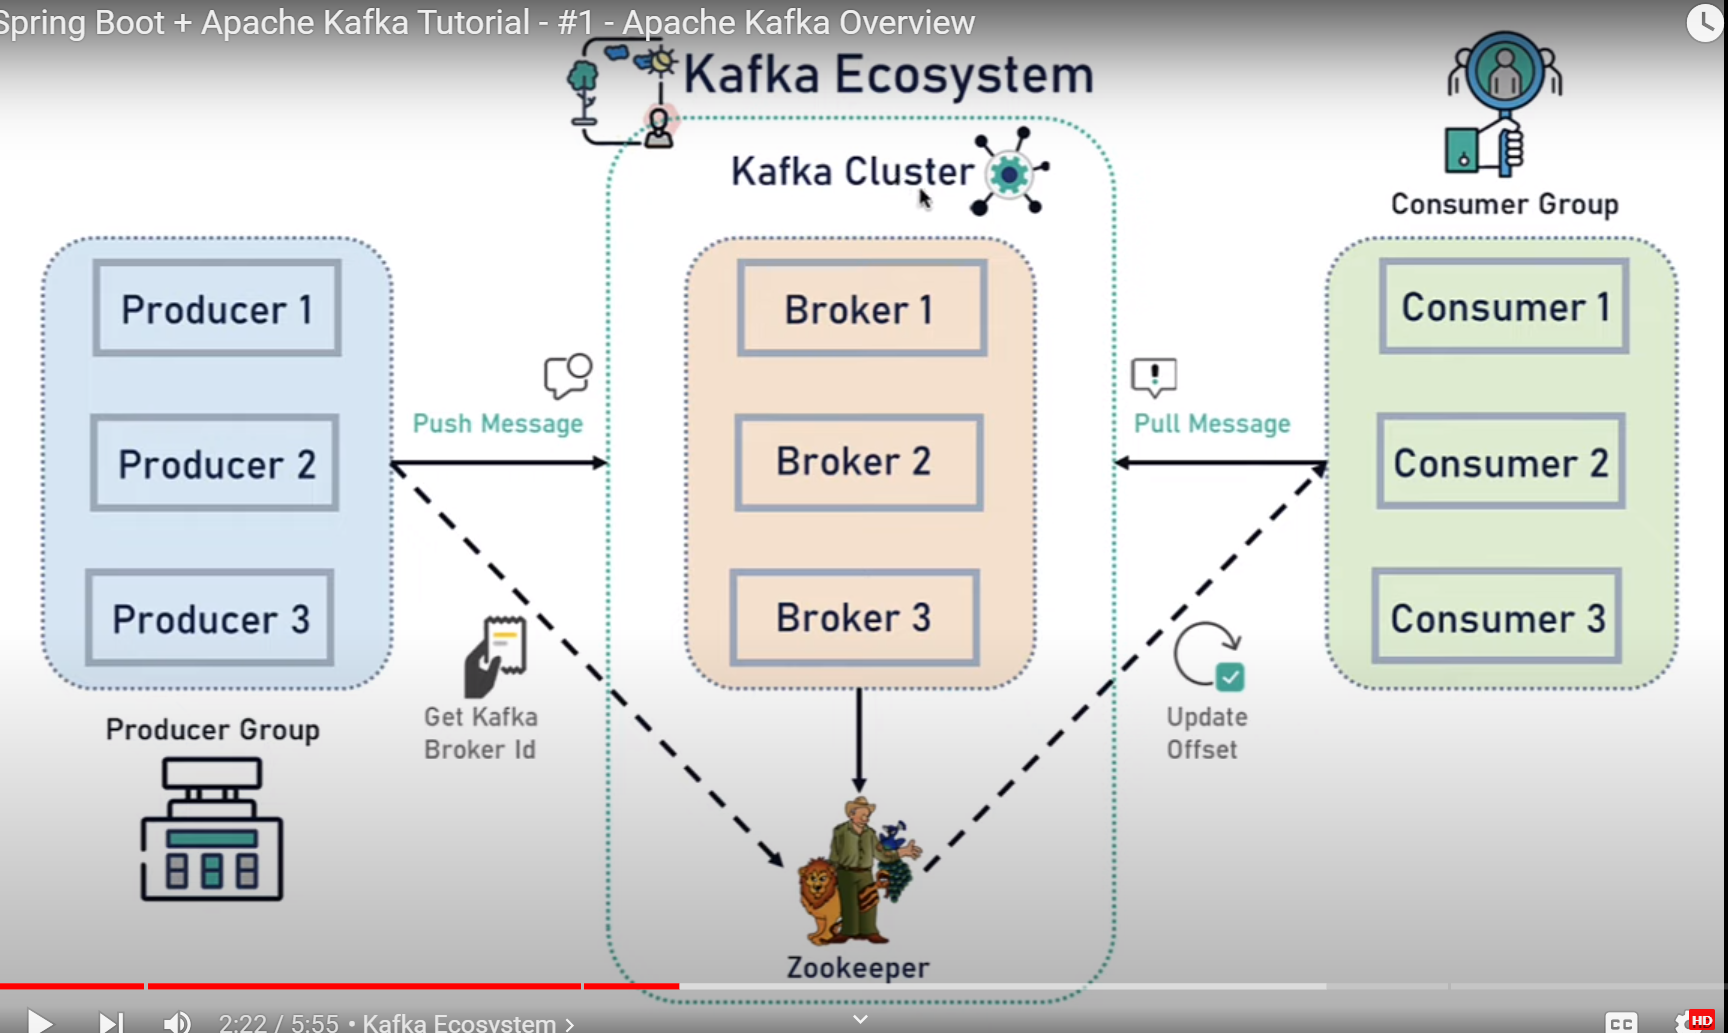 Spring Boot + Apache Kafka Tutorial - #1 - Apache Kafka Overview
Kafka Ecosystem
Kafka Cluster
Consumer Group
Producer 1
Broker 1
Consumer 1
Push Message
Pull Message
Producer 2
Broker 2
Consumer 2
Producer 3
Broker 3
Consumer 3
Producer Group
Get Kafka
Broker Id
Update
Offset
Zookeeper
2:22 / 5:55 • Kafka Ecosystem >
CC
HD